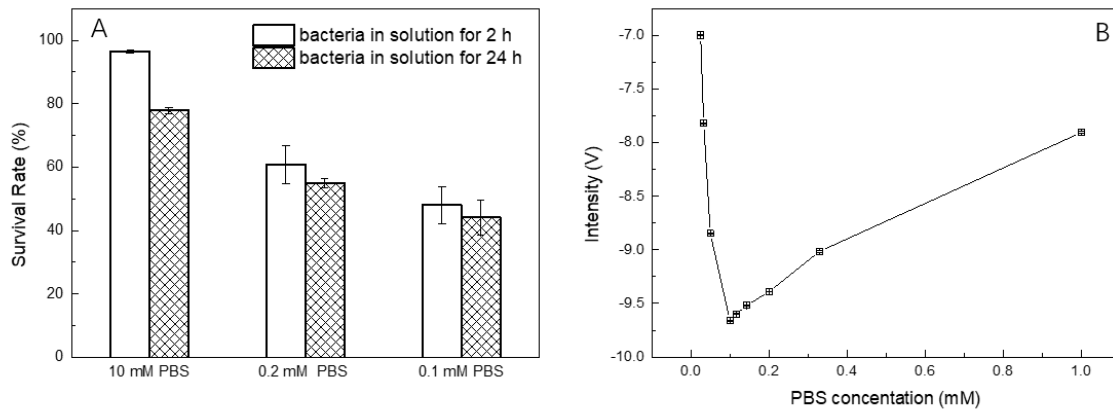 A
bacteria in solution for 2 h
bacteria in solution for 24 h
Survival Rate (%)
100
80
60
40
20
0
10 mM PBS
0.2 mM PBS
0.1 mM PBS
B
Intensity (V)
-7.0
-7.5
-8.0
-8.5
-9.0
-9.5
-10.0
0.0
0.2
0.4
0.6
0.8
1.0
PBS concentation (mM)